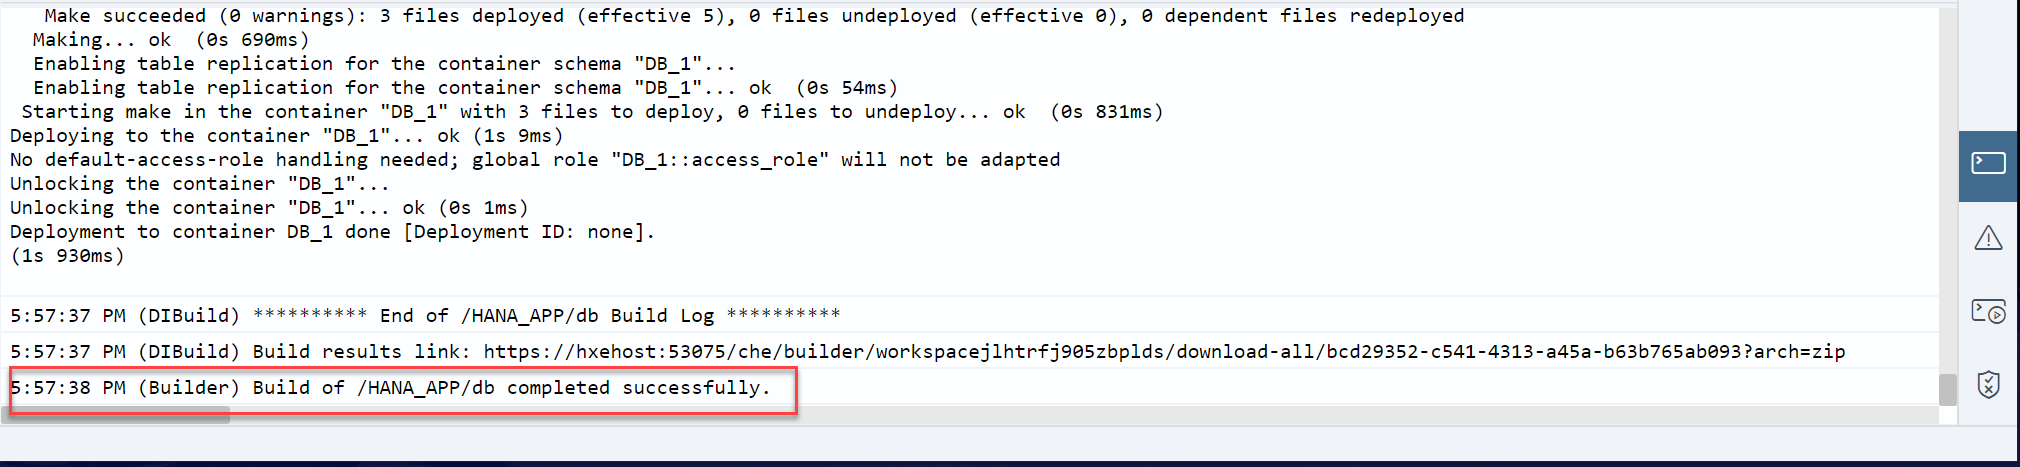 Make succeeded (0 warnings): 3 files deployed (effective 5), 0 files undeployed (effective 0), 0 dependent files redeployed
Making... ok (0s 690ms)
Enabling table replication for the container schema "DB_1"...
Enabling table replication for the container schema "DB_1"... ok (0s 54ms)
Starting make in the container "DB_1" with 3 files to deploy, 0 files to undeploy... ok (0s 831ms)
Deploying to the container "DB_1"... ok (1s 9ms)
No default-access-role handling needed; global role "DB_1::access_role" will not be adapted
Unlocking the container "DB_1"...
Unlocking the container "DB_1"... ok (0s 1ms)
Deployment to container DB_1 done [Deployment ID: none].
(1s 930ms)
5:57:37 PM (DIBuild) ********** End of /HANA_APP/db Build Log **********
5:57:37 PM (DIBuild) Build results link: https://hxehost:53075/che/builder/workspacejlhtrfj905zbplds/download-all/bcd29352-c541-4313-a45a-b63b765ab093?arch=zip
5:57:38 PM (Builder) Build of /HANA_APP/db completed successfully.